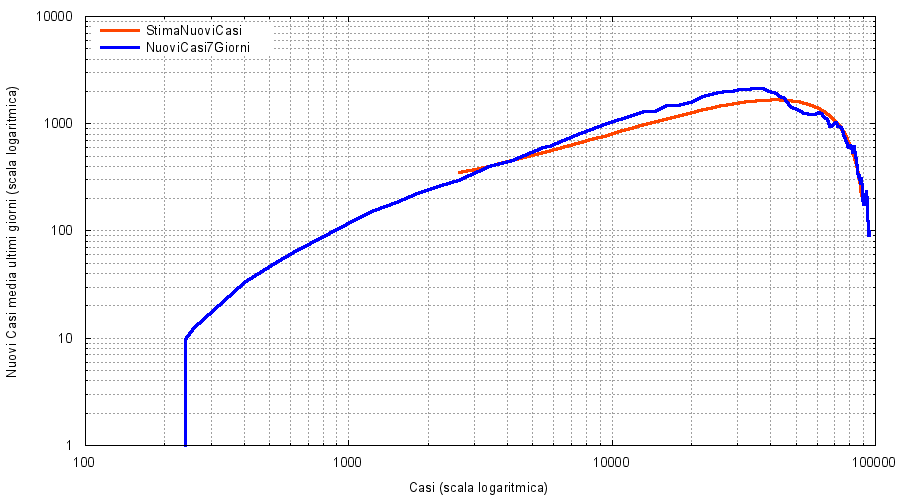 10000
StimaNuoviCasi
NuoviCasi7Giorni
1000
100
10
1
Nuovi Casi media ultimi giorni (scala logaritmica)
100 1000 10000 100000
Casi (scala logaritmica)